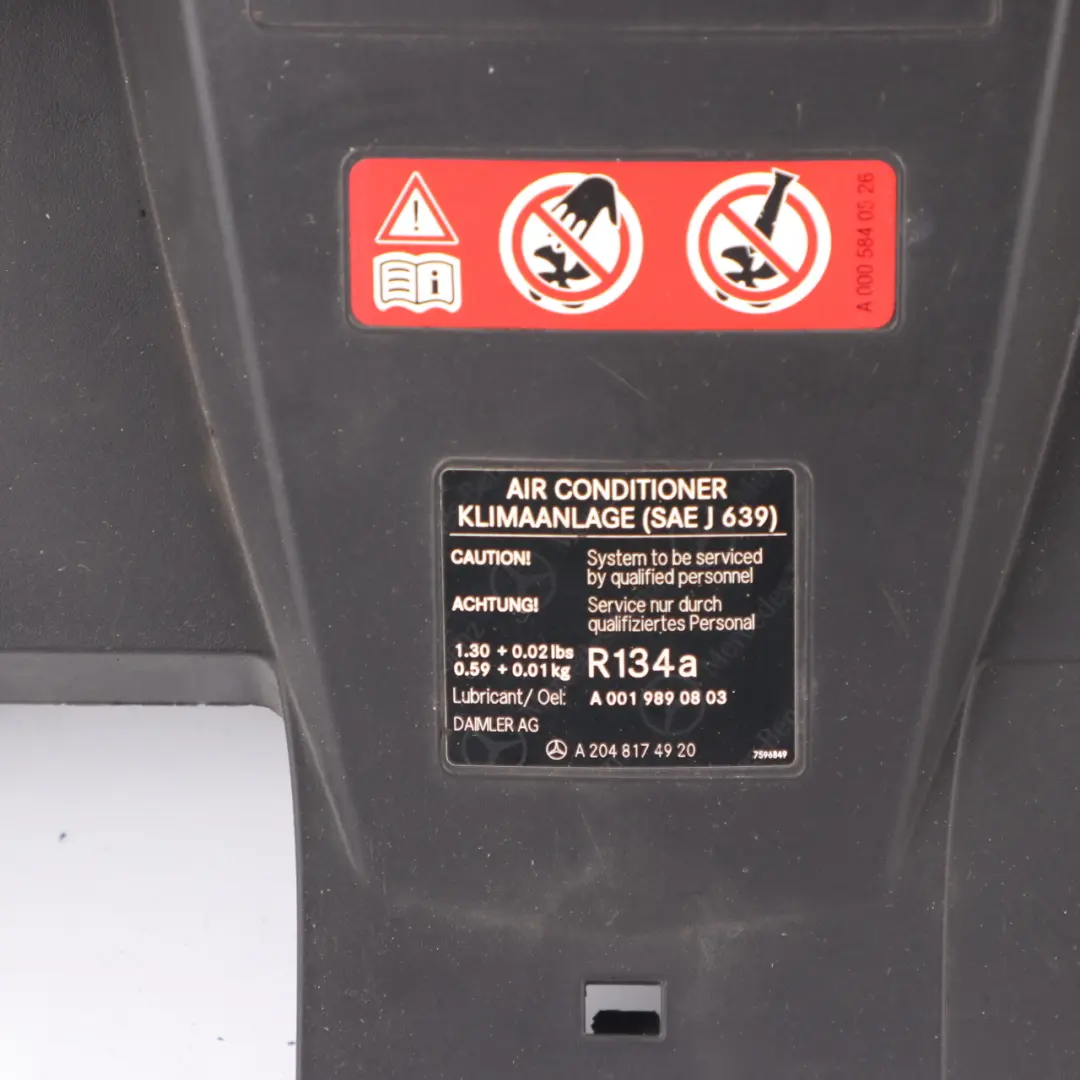 A 000 584 05 26
AIR CONDITIONER
KLIMAANLAGE (SAE J 639)
CAUTION! System to be serviced
by qualified personnel
ACHTUNG! Service nur durch
qualifiziertes Personal
1.30 + 0.02 lbs
0.59 + 0.01 kg R134a
Lubricant/ Oel: A 001 989 08 03
DAIMLER AG
A 204 817 49 20 7596849